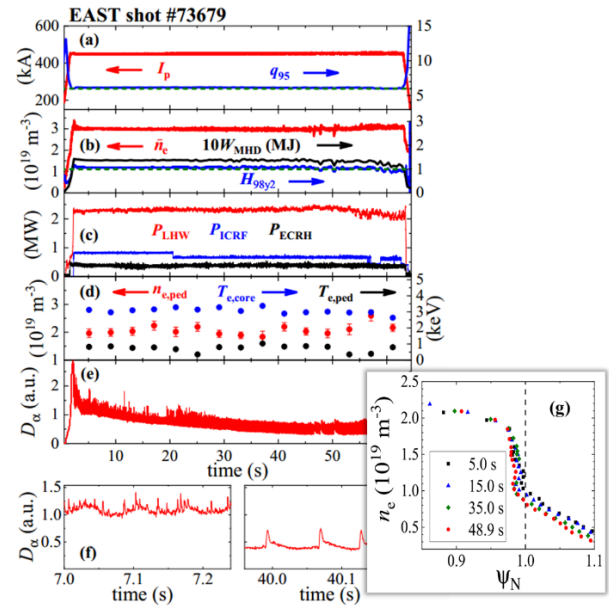 EAST shot #73679
600
400
200
(kA)
(a)
I_p
q_95
15
10
5
3
2
1
0
(10^19 m^-3)
(b)
n̄_e
10W_MHD (MJ)
H_98y2
3
2
1
0
2
1
0
(MW)
(c)
P_LHW
P_ICRF
P_ECRH
3
2
1
0
(10^19 m^-3)
(d)
n_e,ped
T_e,core
T_e,ped
5
4
3
2
1
0
(keV)
2
1
0
D_α (a.u.)
(e)
0
10
20
30
40
50
60
time (s)
1.5
1.0
0.5
D_α (a.u.)
(f)
7.0
7.1
7.2
time (s)
40.0
40.1
time (s)
(g)
2.5
2.0
1.5
1.0
0.5
n_e (10^19 m^-3)
5.0 s
15.0 s
35.0 s
48.9 s
0.9
1.0
1.1
Ψ_N